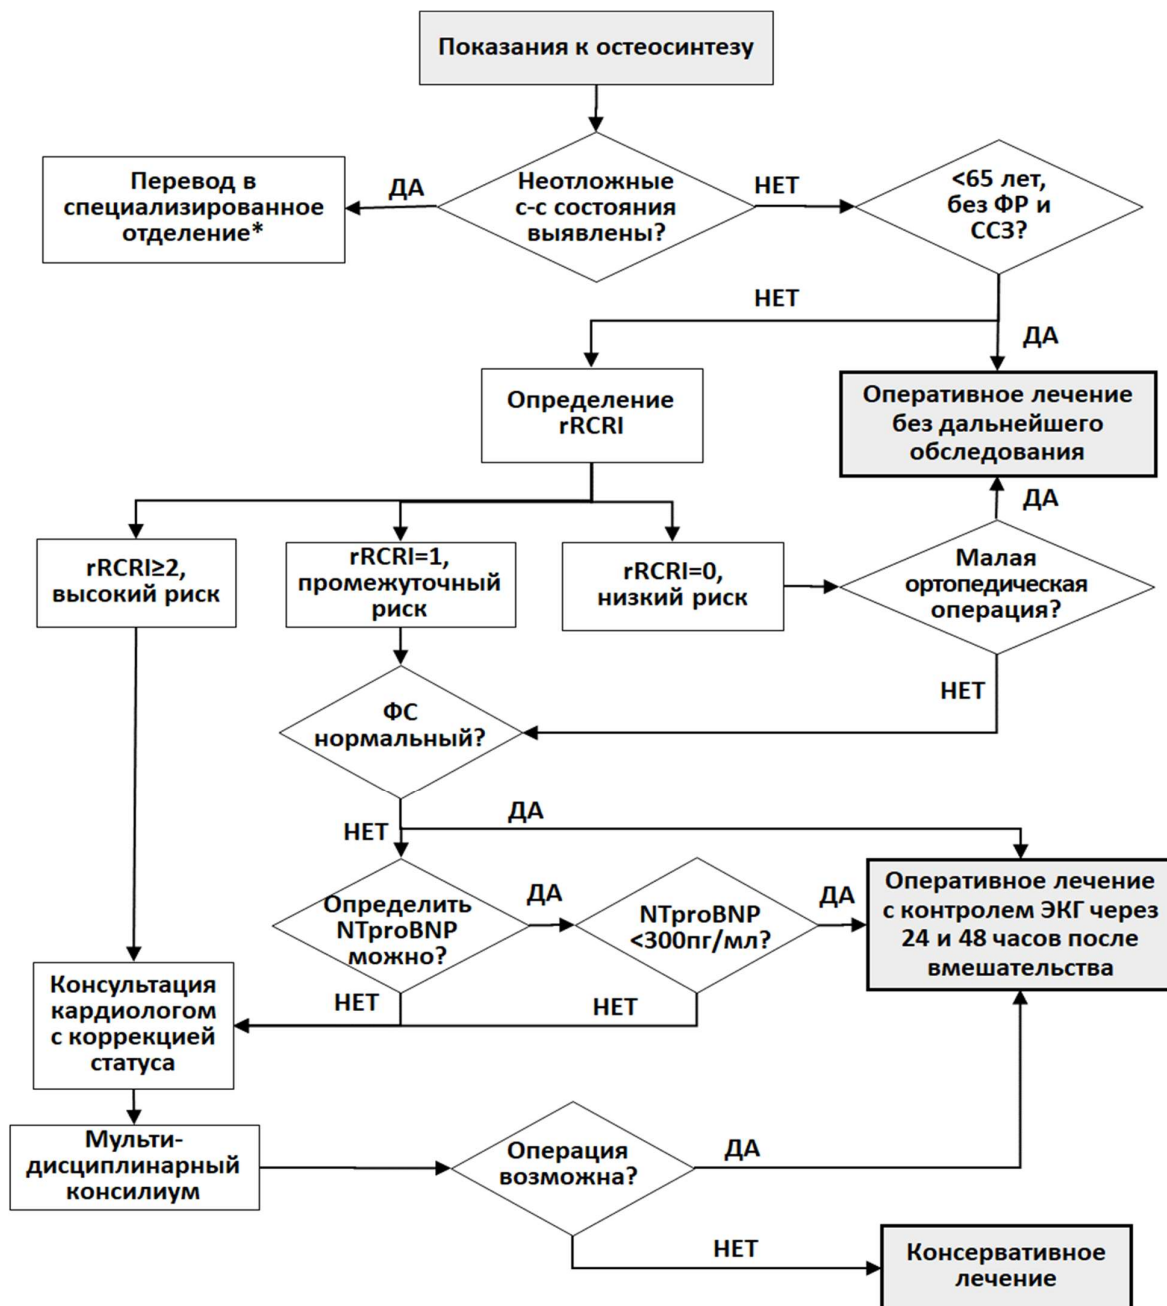 Показания к остеосинтезу
Перевод в
специализированное
отделение*
ДА
Неотложные
с-с состояния
выявлены?
НЕТ
<65 лет,
без ФР и
ССЗ?
НЕТ
ДА
Определение
rRCRI
Оперативное лечение
без дальнейшего
обследования
ДА
rRCRI≥2,
высокий риск
rRCRI=1,
промежуточный
риск
rRCRI=0,
низкий риск
Малая
ортопедическая
операция?
НЕТ
ФС
нормальный?
НЕТ
ДА
Определить
NTproBNP
можно?
ДА
NTproBNP
<300пг/мл?
ДА
Оперативное лечение
с контролем ЭКГ через
24 и 48 часов после
вмешательства
НЕТ
НЕТ
Консультация
кардиологом
с коррекцией
статуса
Мульти-
дисциплинарный
консилиум
Операция
возможна?
ДА
НЕТ
Консервативное
лечение